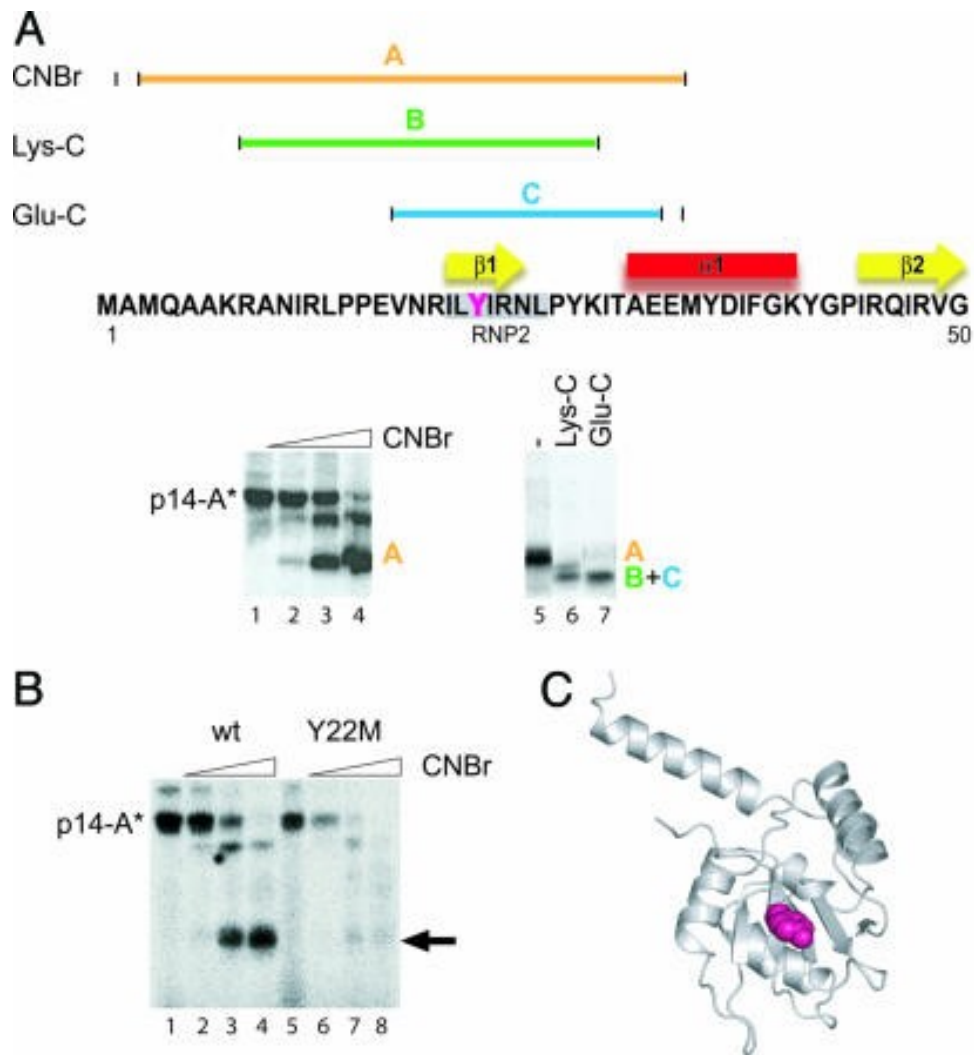 A
CNBr
A
Lys-C
B
Glu-C
C
β1
α1
β2
MAMQAAKRANIRLPPEVNRILYIRNLPYKITAEEMYDIFGKYGPIRQIRVG
1
RNP2
50
CNBr
p14-A*
A
1 2 3 4
- Lys-C Glu-C
A
B+C
5 6 7
B
wt Y22M
CNBr
p14-A*
1 2 3 4 5 6 7 8
C